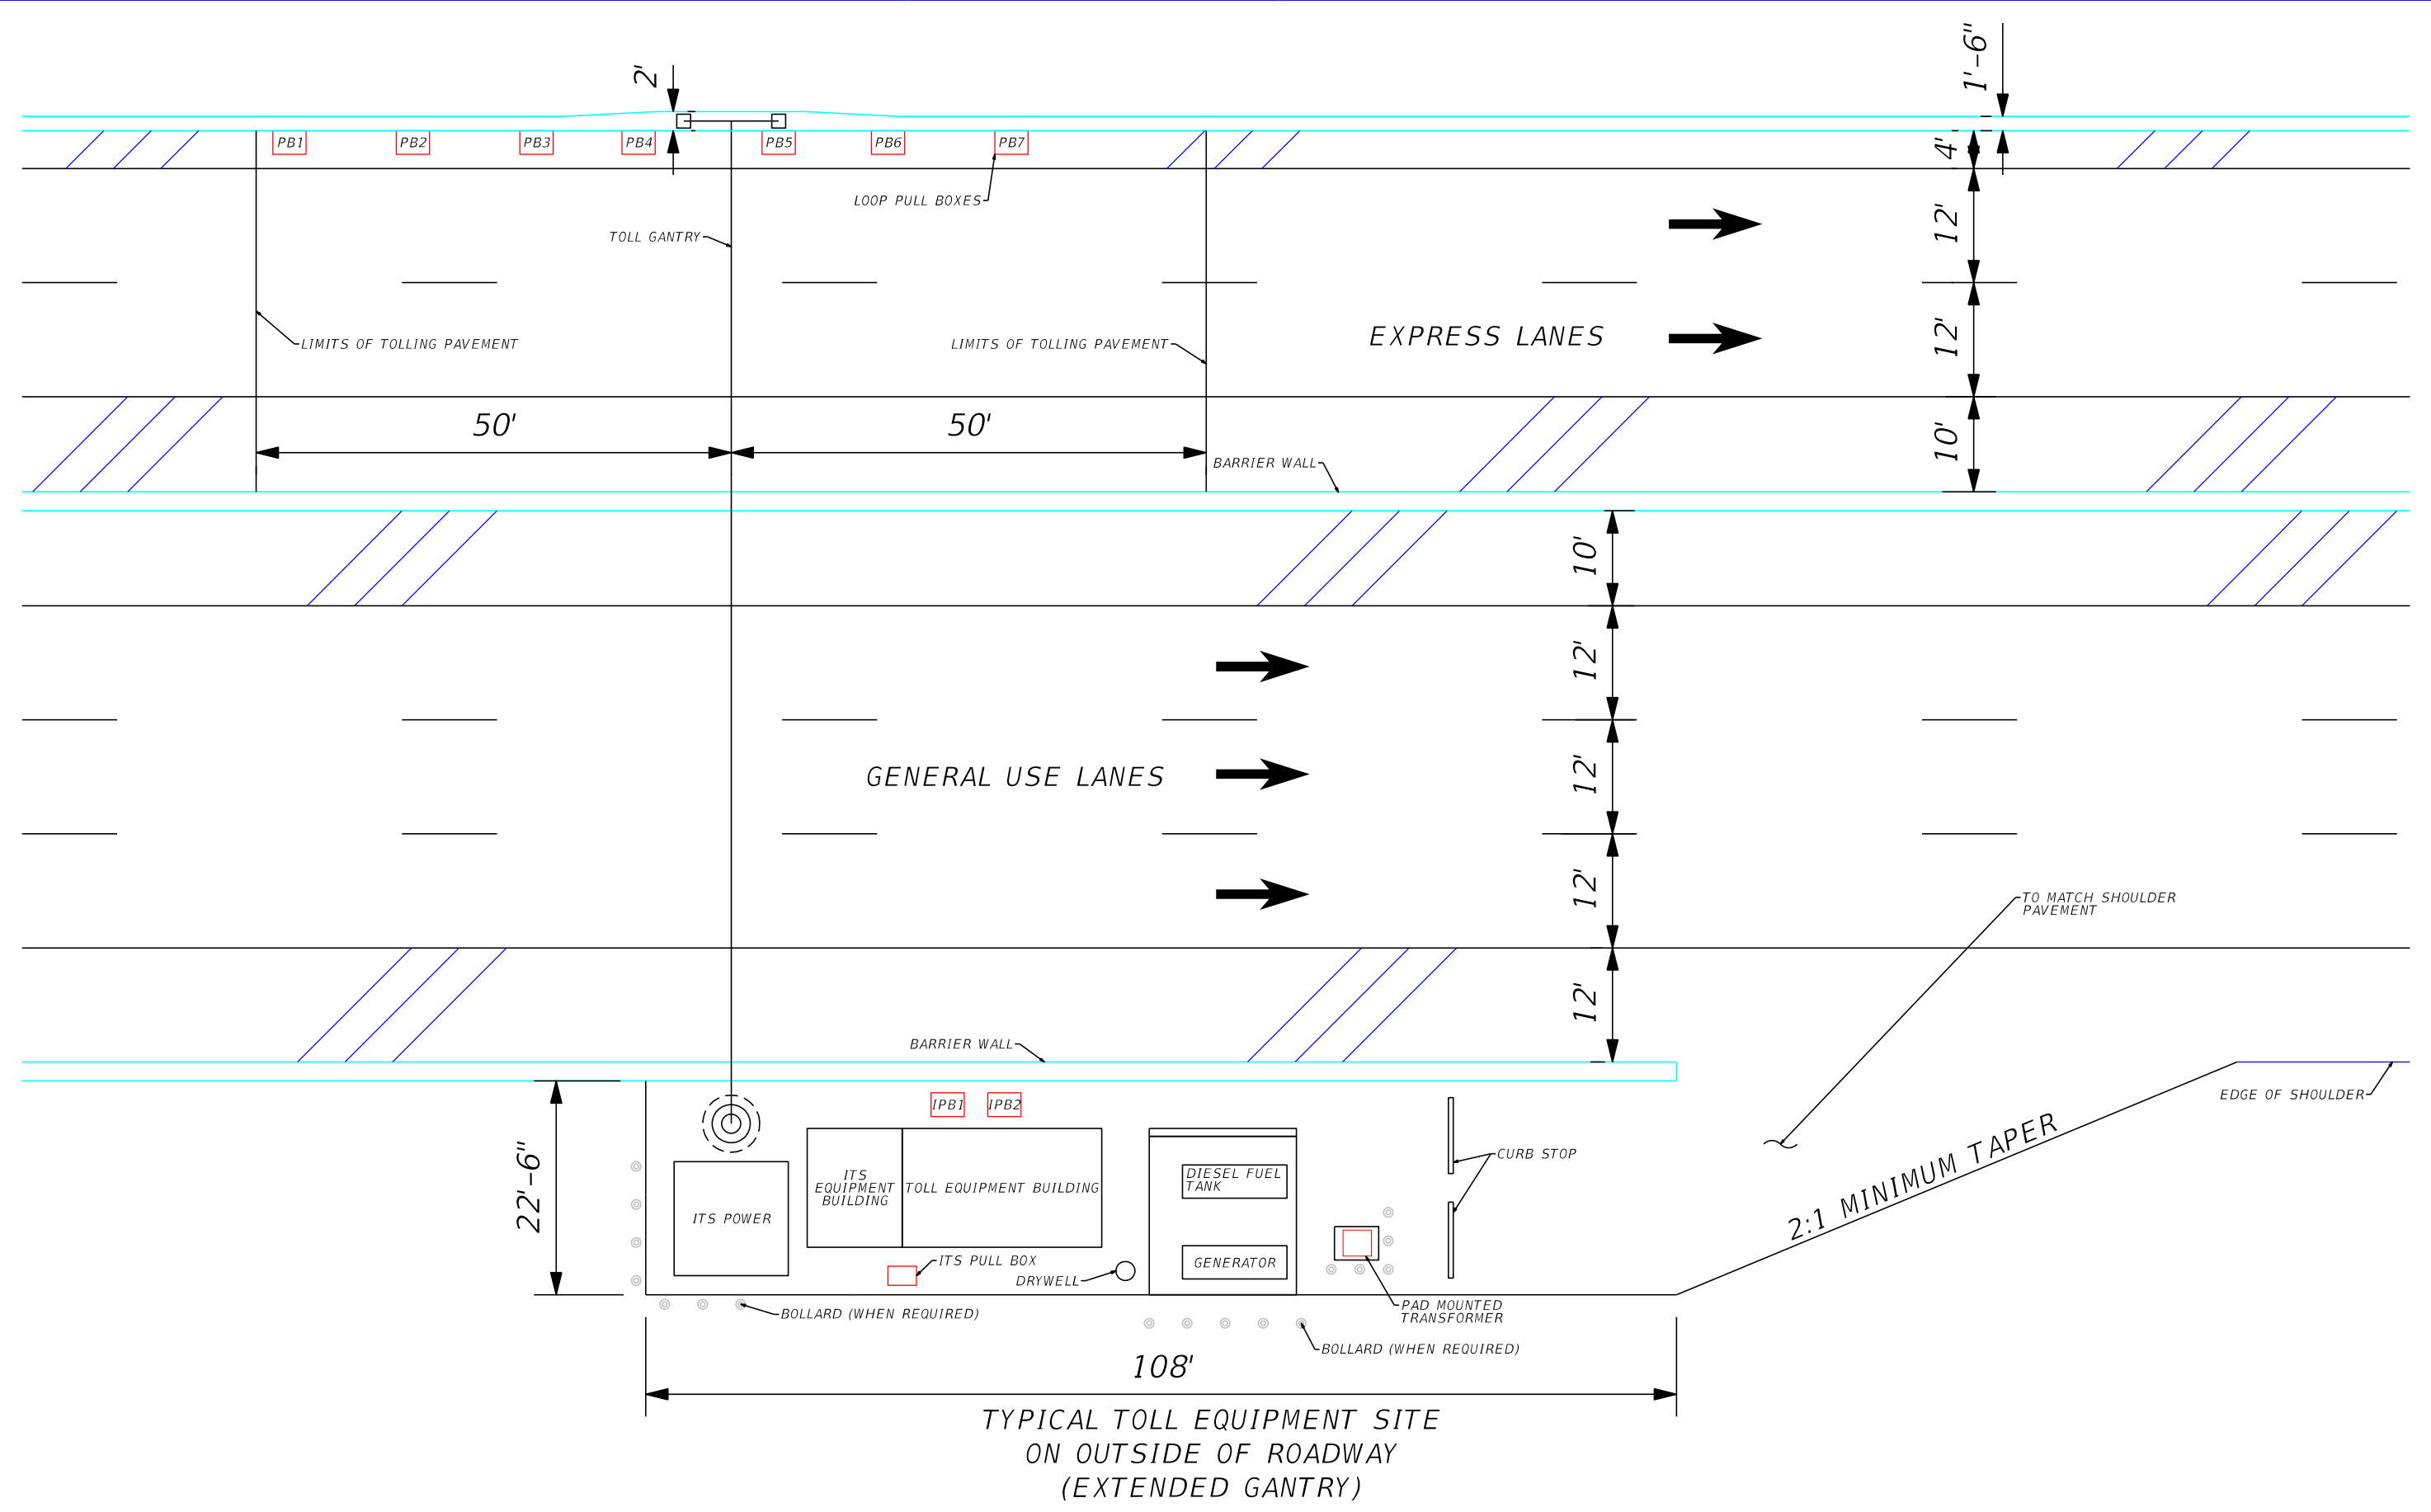 1'-6"
2'
PB1
PB2
PB3
PB4
PB5
PB6
PB7
4'
LOOP PULL BOXES
TOLL GANTRY
12'
EXPRESS LANES
12'
LIMITS OF TOLLING PAVEMENT
LIMITS OF TOLLING PAVEMENT
50'
50'
10'
BARRIER WALL
10'
12'
GENERAL USE LANES
12'
12'
TO MATCH SHOULDER
PAVEMENT
12'
BARRIER WALL
EDGE OF SHOULDER
IPB1
IPB2
2:1 MINIMUM TAPER
22'-6"
CURB STOP
ITS
EQUIPMENT
BUILDING
TOLL EQUIPMENT BUILDING
DIESEL FUEL
TANK
ITS POWER
ITS PULL BOX
GENERATOR
DRYWELL
BOLLARD (WHEN REQUIRED)
PAD MOUNTED
TRANSFORMER
BOLLARD (WHEN REQUIRED)
108'
TYPICAL TOLL EQUIPMENT SITE
ON OUTSIDE OF ROADWAY
(EXTENDED GANTRY)